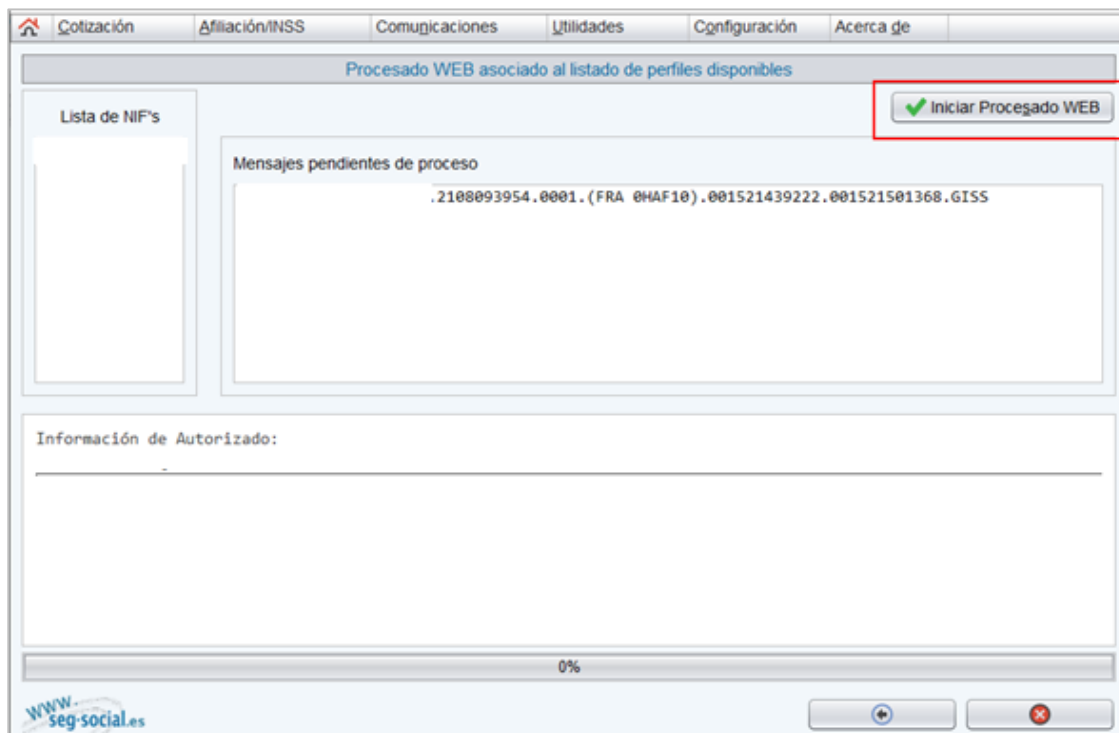 Cotización Afiliación/INSS Comunicaciones Utilidades Configuración Acerca de
Procesado WEB asociado al listado de perfiles disponibles
Iniciar Procesado WEB
Lista de NIF's
Mensajes pendientes de proceso
.2108093954.0001.(FRA 0HAF10).001521439222.001521501368.GISS
Información de Autorizado:
-
0%
www.
seg-social.es